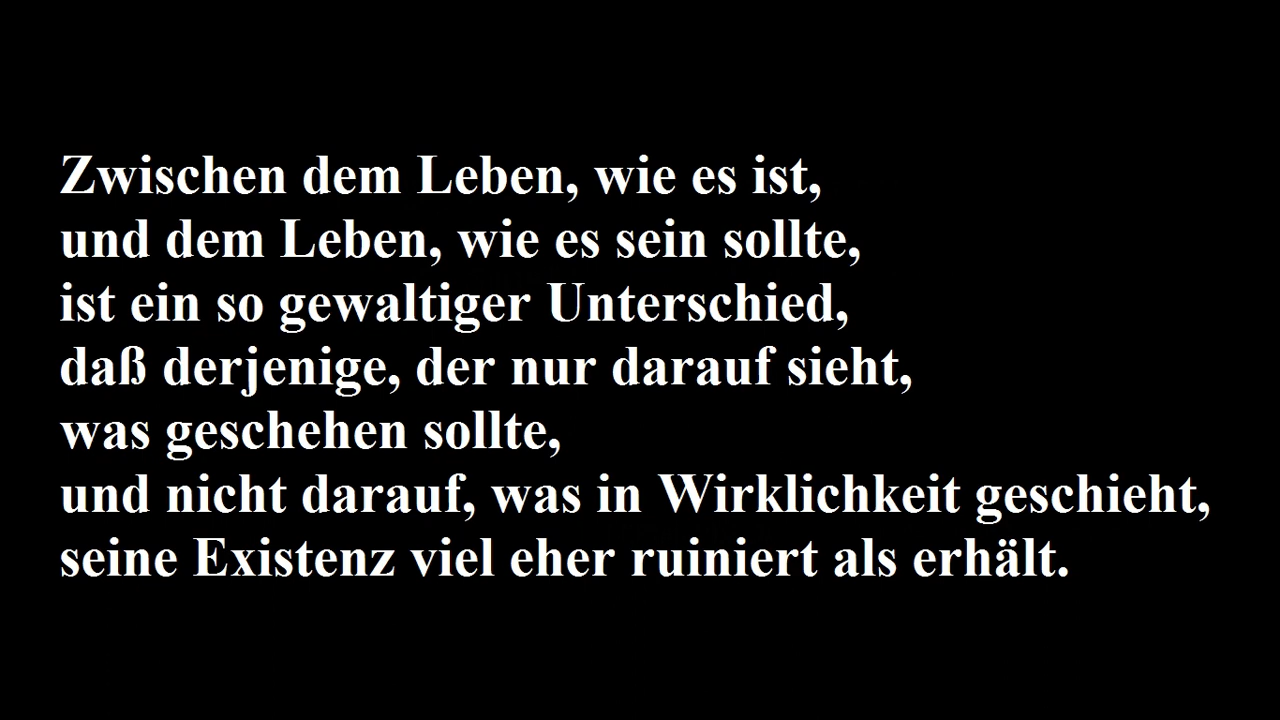 Zwischen dem Leben, wie es ist,
und dem Leben, wie es sein sollte,
ist ein so gewaltiger Unterschied,
daß derjenige, der nur darauf sieht,
was geschehen sollte,
und nicht darauf, was in Wirklichkeit geschieht,
seine Existenz viel eher ruiniert als erhält.